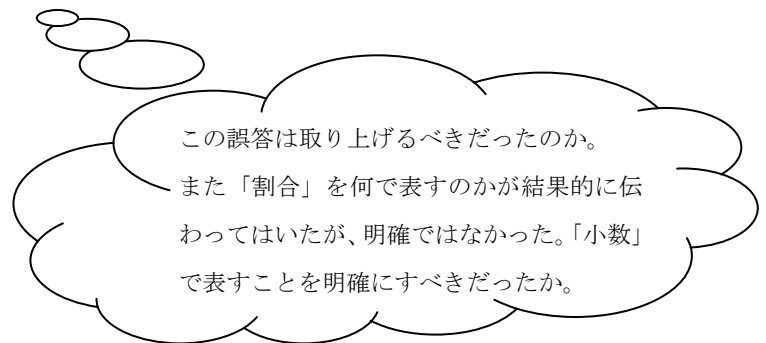 この誤答は取り上げるべきだったのか。
また「割合」を何で表すのかが結果的に伝
わってはいたが、明確ではなかった。「小数」
で表すことを明確にすべきだったか。